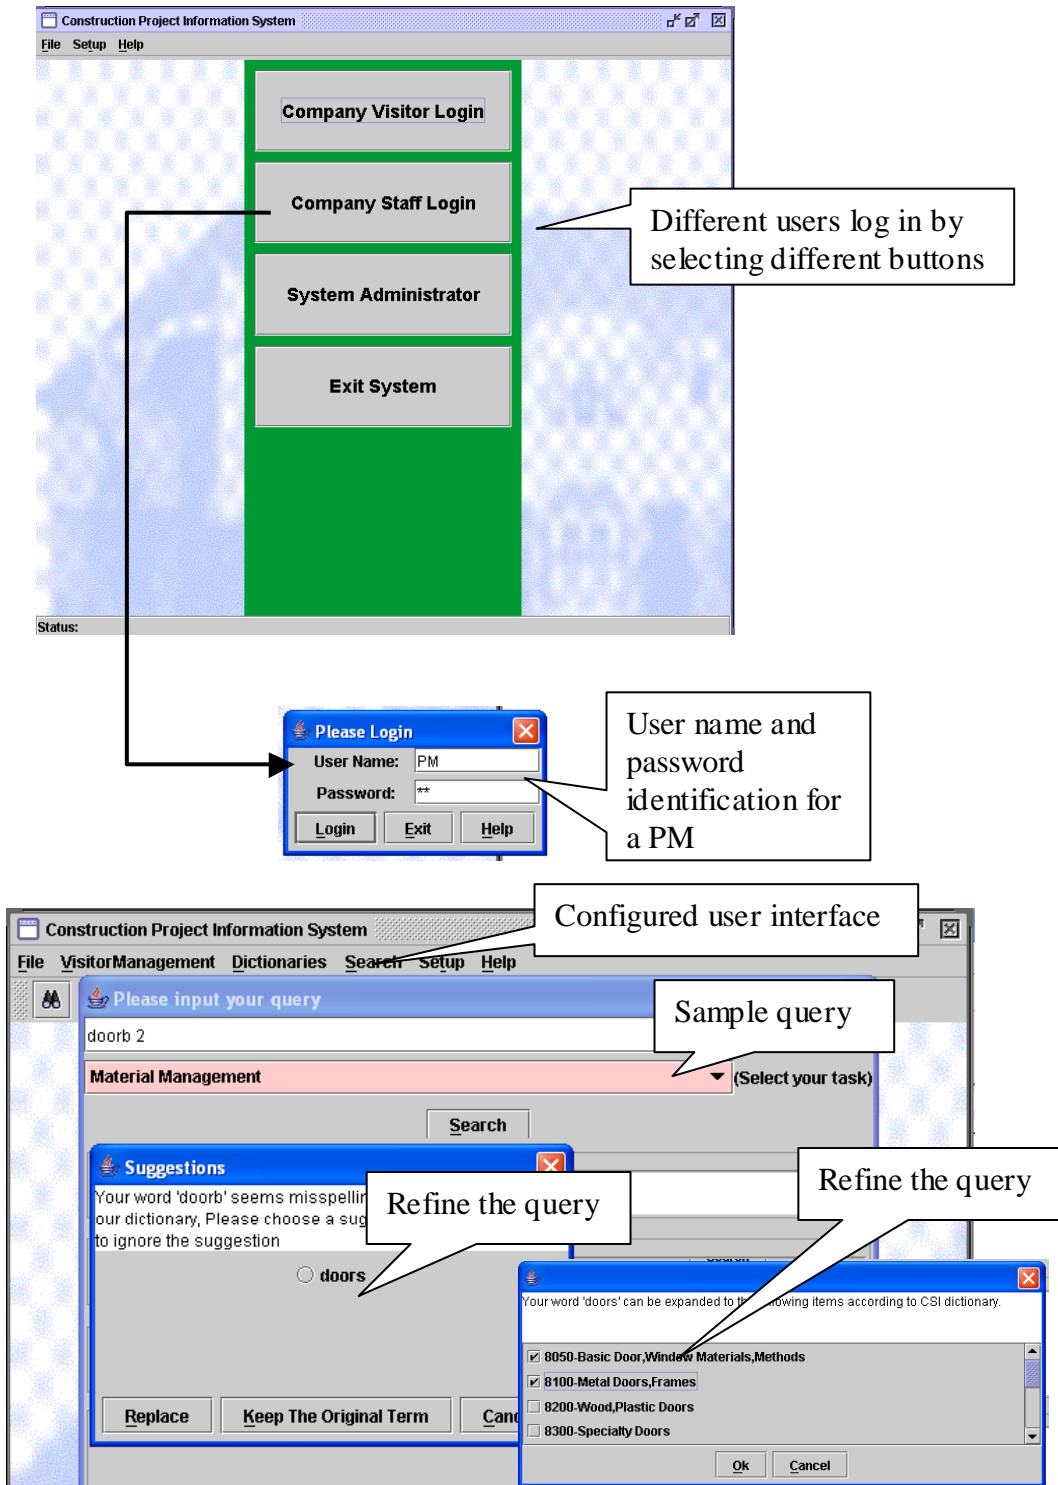 Construction Project Information System
File Setup Help
Company Visitor Login
Company Staff Login
Different users log in by
selecting different buttons
System Administrator
Exit System
Status:
Please Login
User Name: PM
Password: **
Login Exit Help
User name and
password
identification for
a PM
Configured user interface
Construction Project Information System
File VisitorManagement Dictionaries Search Setup Help
Please input your query
Sample query
doorb 2
Material Management (Select your task)
Search
Suggestions
Your word 'doorb' seems misspellin
our dictionary, Please choose a sug
to ignore the suggestion
Refine the query
Refine the query
doors
Search
Your word 'doors' can be expanded to the following items according to CSI dictionary.
8050-Basic Door,Window Materials,Methods
8100-Metal Doors,Frames
8200-Wood,Plastic Doors
8300-Specialty Doors
Replace Keep The Original Term Canc
Ok Cancel